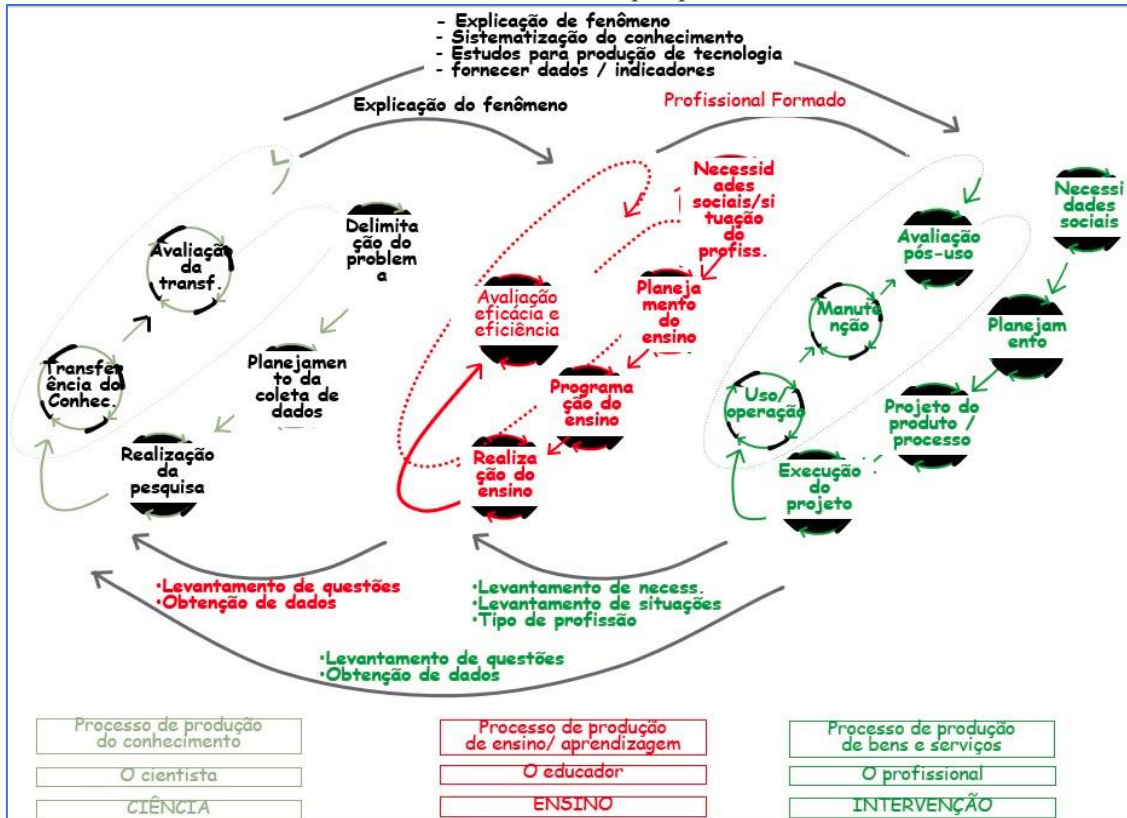 - Explicação de fenômeno
- Sistematização do conhecimento
- Estudos para produção de tecnologia
- fornecer dados / indicadores
Explicação do fenômeno
Profissional Formado
Avaliação
da
transf.
Transfer
ência do
Conhec.
Delimita
ção do
problem
a
Planejamen
to da
coleta de
dados
Realização
da
pesquisa
Necessid
ades
sociais/si
tuação
do
profiss.
Avaliação
eficácia e
eficiência
Planeja
mento do
ensino
Programa
ção do
ensino
Realiza
ção do
ensino
Necessi
dades
sociais
Avaliação
pós-uso
Manute
nção
Planejam
ento
Uso/
operação
Projeto do
produto /
processo
Execução
do
projeto
•Levantamento de questões
•Obtenção de dados
•Levantamento de necess.
•Levantamento de situações
•Tipo de profissão
•Levantamento de questões
•Obtenção de dados
Processo de produção
do conhecimento
O cientista
CIÊNCIA
Processo de produção
de ensino/ aprendizagem
O educador
ENSINO
Processo de produção
de bens e serviços
O profissional
INTERVENÇÃO